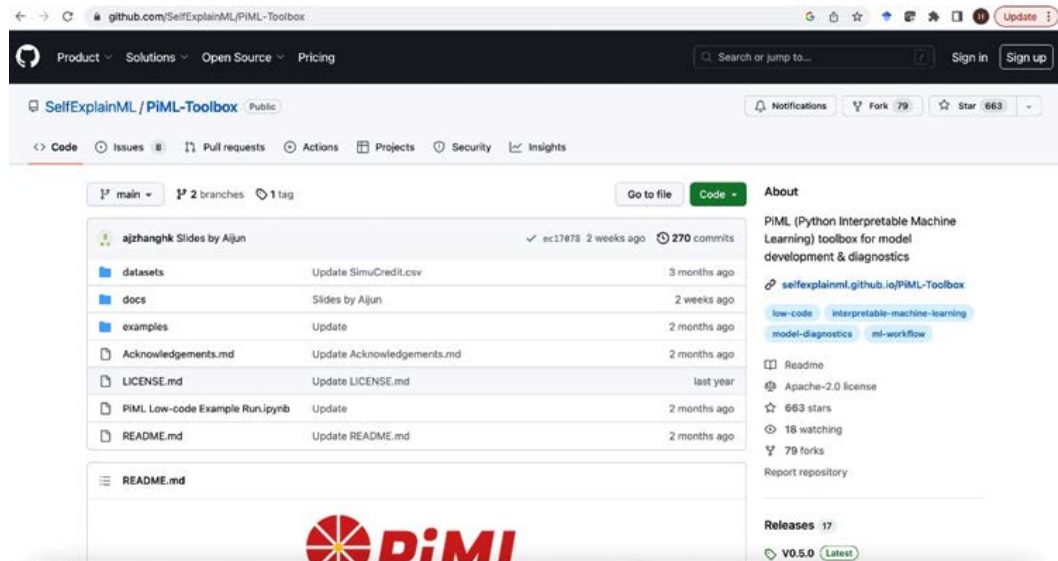 github.com/SelfExplainML/PiML-Toolbox
Update
Product Solutions Open Source Pricing
Search or jump to...
/
Sign in
Sign up
SelfExplainML / PiML-Toolbox Public
Notifications
Fork 79
Star 663
<> Code
Issues 8
Pull requests
Actions
Projects
Security
Insights
main
2 branches
1 tag
Go to file
Code
ajzhanghk Slides by Aijun
ec17078 2 weeks ago
270 commits
datasets Update SimuCredit.csv 3 months ago
docs Slides by Aijun 2 weeks ago
examples Update 2 months ago
Acknowledgements.md Update Acknowledgements.md 2 months ago
LICENSE.md Update LICENSE.md last year
PiML Low-code Example Run.ipynb Update 2 months ago
README.md Update README.md 2 months ago
README.md
PiML
About
PiML (Python Interpretable Machine
Learning) toolbox for model
development & diagnostics
selfexplainml.github.io/PiML-Toolbox
low-code interpretable-machine-learning
model-diagnostics ml-workflow
Readme
Apache-2.0 license
663 stars
18 watching
79 forks
Report repository
Releases 17
V0.5.0 Latest